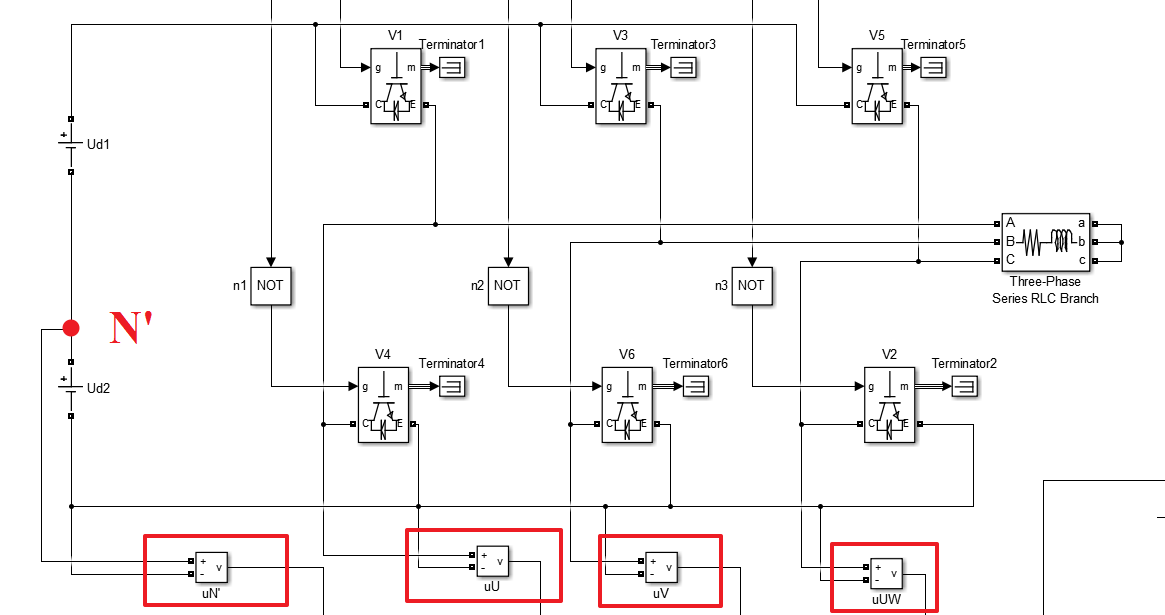 V1
Terminator1
V3
Terminator3
V5
Terminator5
g
m
C
E
g
m
C
E
g
m
C
E
+
Ud1
A
a
B
b
C
c
Three-Phase
Series RLC Branch
n1
NOT
n2
NOT
n3
NOT
N'
V4
Terminator4
V6
Terminator6
V2
Terminator2
+
Ud2
g
m
C
E
g
m
C
E
g
m
C
E
+
-
v
uN'
+
-
v
uU
+
-
v
uV
+
-
v
uUW